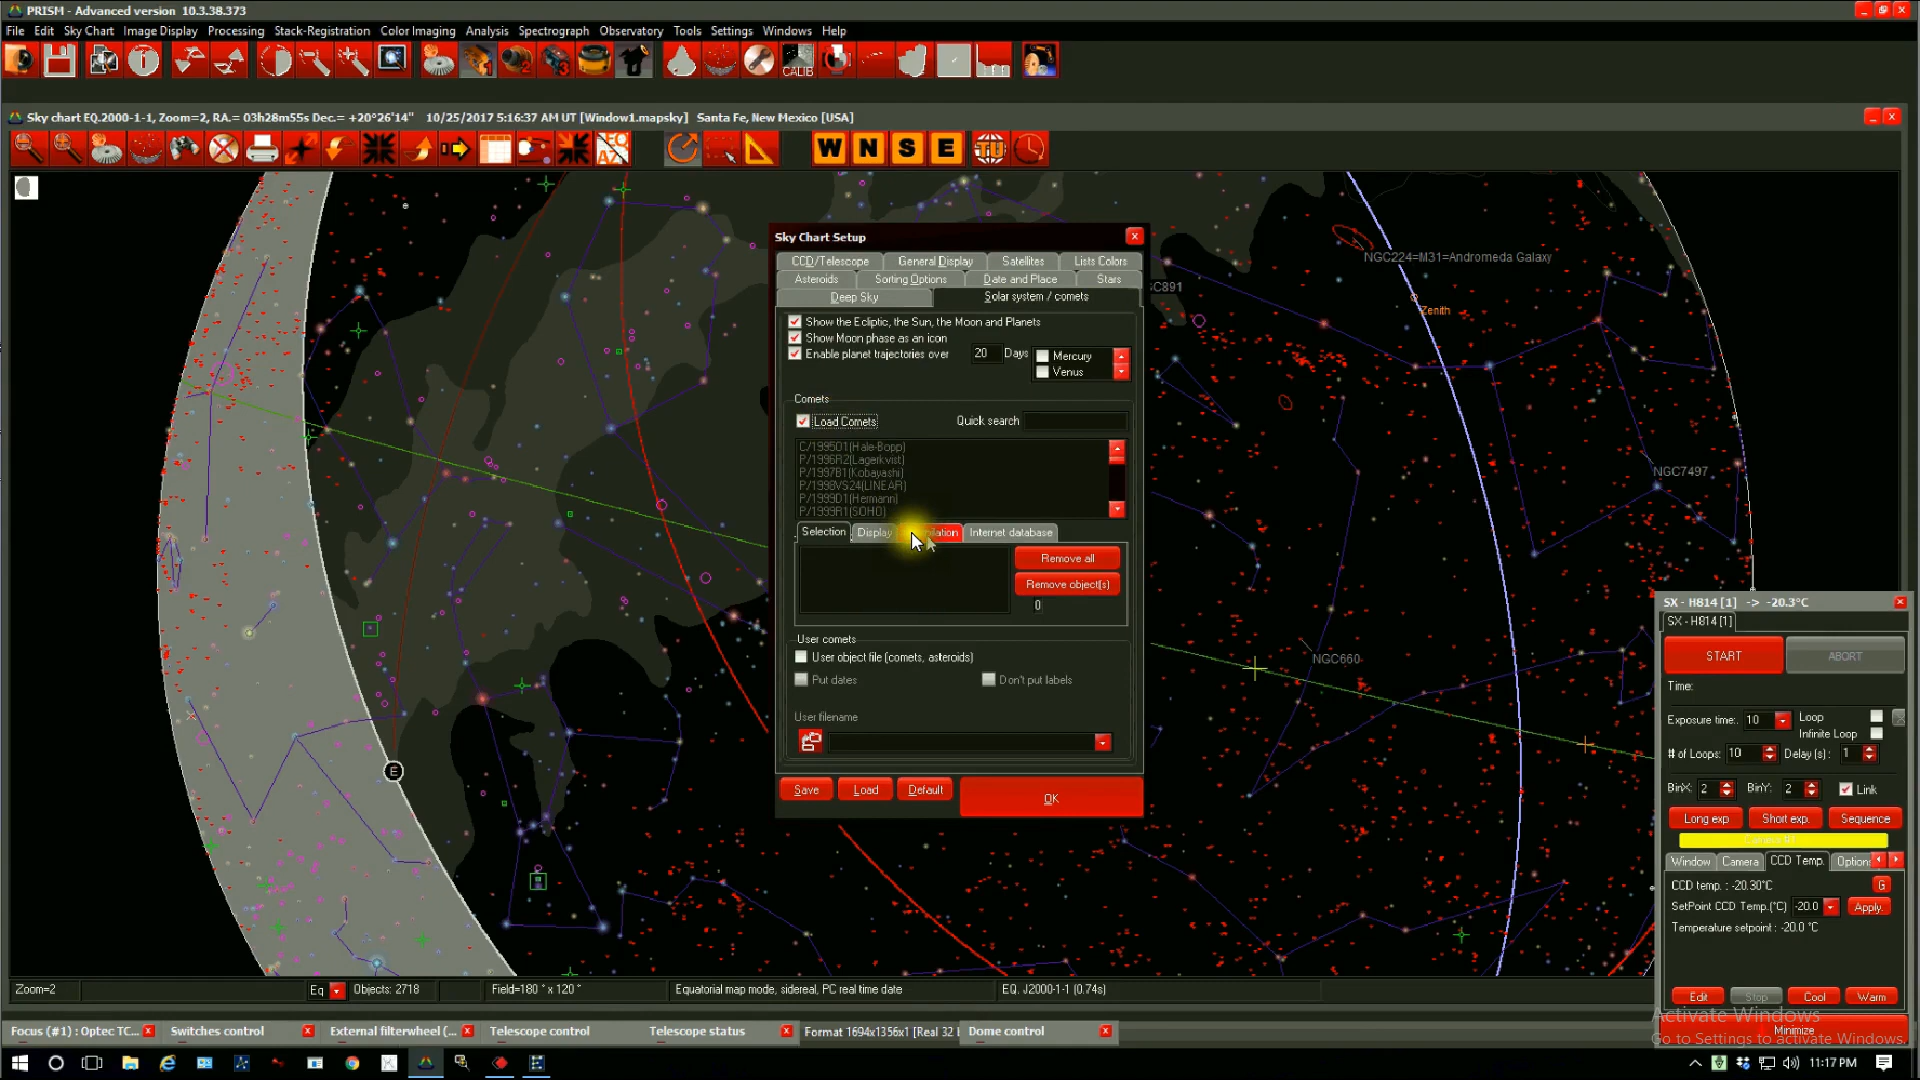 PRISM - Advanced version 10.3.38.373
File Edit Sky Chart Image Display Processing Stack-Registration Color Imaging Analysis Spectrograph Observatory Tools Settings Windows Help
CALIB
Sky chart EQ.2000-1-1, Zoom=2, RA.= 03h28m55s Dec.= +20°26'14" 10/25/2017 5:16:37 AM UT [Window1.mapsky] Santa Fe, New Mexico [USA]
EQ
AZ
W N S E TU
NGC224=M31=Andromeda Galaxy
C891
Zenith
NGC7497
NGC660
E
Sky Chart Setup
CCD/Telescope General Display Satellites Lists Colors
Asteroids Sorting Options Date and Place Stars
Deep Sky Solar system / comets
Show the Ecliptic, the Sun, the Moon and Planets
Show Moon phase as an icon
Enable planet trajectories over 20 Days
Mercury
Venus
Comets
Load Comets Quick search
C/1995O1(Hale-Bopp)
P/1996R2(Lagerkvist)
P/1997B1(Kobayashi)
P/1998VS24(LINEAR)
P/1999D1(Hermann)
P/1999R1(SOHO)
Selection Display Internet database
Remove all
Remove object(s)
0
User comets
User object file (comets, asteroids)
Put dates Don't put labels
User filename
Save Load Default OK
SX - H814 [1] -> -20.3°C
SX - H814 [1]
START ABORT
Time:
Exposure time: 10 Loop
Infinite Loop
# of Loops: 10 Delay (s) : 1
BinX: 2 BinY: 2 Link
Long exp Short exp. Sequence
Window Camera CCD Temp. Options
CCD temp. : -20.30°C G
SetPoint CCD Temp.(°C) -20.0 Apply.
Temperature setpoint : -20.0 °C
Edit Stop Cool Warm
Minimize
Activate Windows
Go to Settings to activate Windows.
Zoom=2 Eq Objects: 2718 Field=180 ° x 120 ° Equatorial map mode, sidereal, PC real time date EQ. J2000-1-1 (0.74s)
Focus (#1) : Optec TC... Switches control External filterwheel (... Telescope control Telescope status Format 1694x1356x1 [Real 32 Dome control
11:17 PM